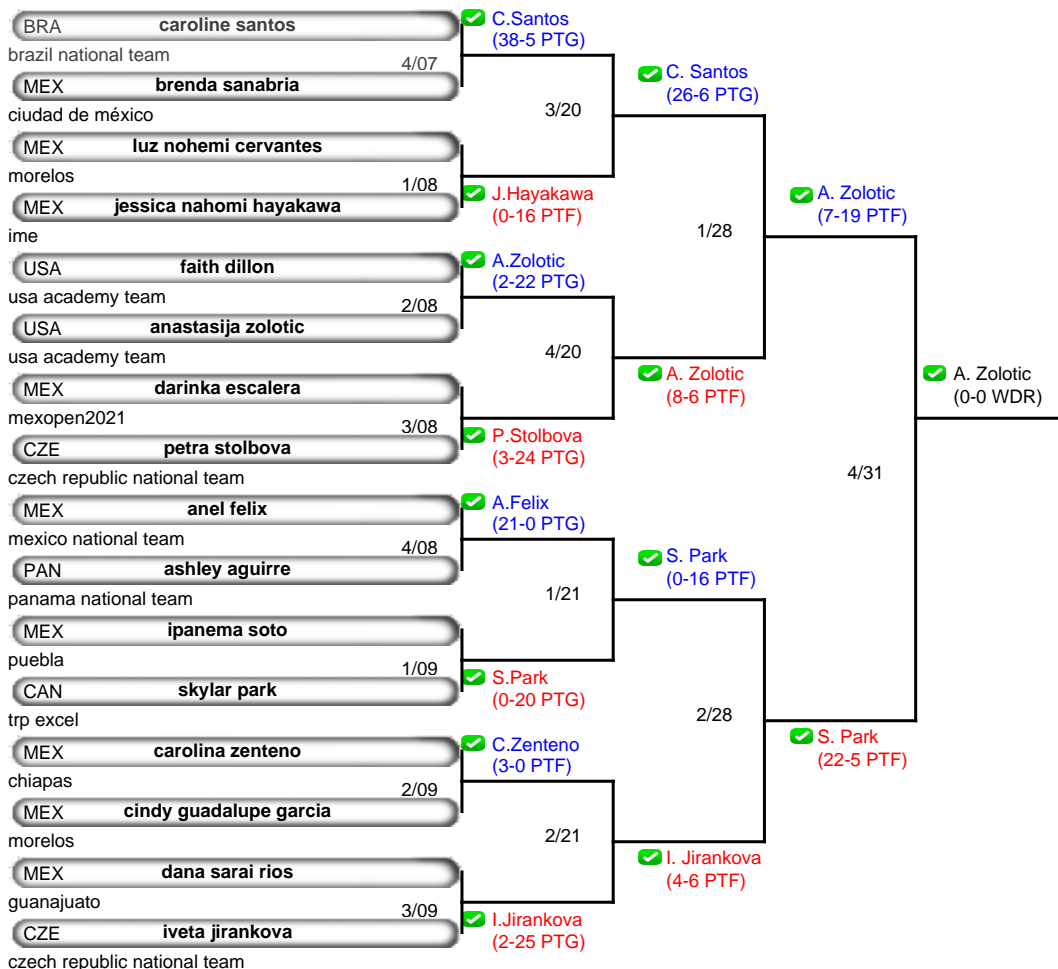 BRA caroline santos
brazil national team
4/07
MEX brenda sanabria
ciudad de méxico
MEX luz nohemi cervantes
morelos
1/08
MEX jessica nahomi hayakawa
ime
USA faith dillon
usa academy team
2/08
USA anastasija zolotic
usa academy team
MEX darinka escalera
mexopen2021
3/08
CZE petra stolbova
czech republic national team
MEX anel felix
mexico national team
4/08
PAN ashley aguirre
panama national team
MEX ipanema soto
puebla
1/09
CAN skylar park
trp excel
MEX carolina zenteno
chiapas
2/09
MEX cindy guadalupe garcia
morelos
MEX dana sarai rios
guanajuato
3/09
CZE iveta jirankova
czech republic national team
C.Santos
(38-5 PTG)
3/20
J.Hayakawa
(0-16 PTF)
A.Zolotic
(2-22 PTG)
4/20
P.Stolbova
(3-24 PTG)
A.Felix
(21-0 PTG)
1/21
S.Park
(0-20 PTG)
C.Zenteno
(3-0 PTF)
2/21
I.Jirankova
(2-25 PTG)
C. Santos
(26-6 PTG)
1/28
A. Zolotic
(8-6 PTF)
S. Park
(0-16 PTF)
2/28
I. Jirankova
(4-6 PTF)
A. Zolotic
(7-19 PTF)
4/31
S. Park
(22-5 PTF)
A. Zolotic
(0-0 WDR)